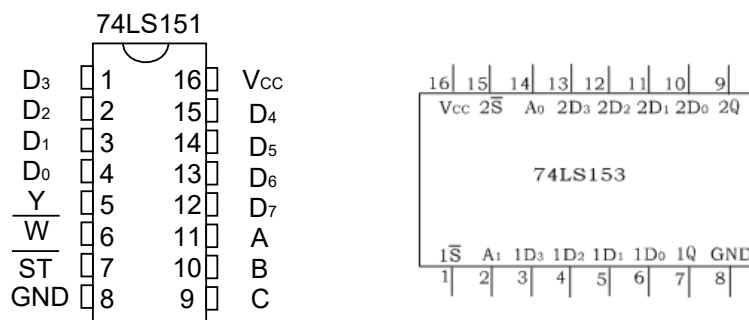 74LS151
D₃ 1 16 Vcc
D₂ 2 15 D₄
D₁ 3 14 D₅
D₀ 4 13 D₆
Y 5 12 D₇
W̅ 6 11 A
S̅T̅ 7 10 B
GND 8 9 C
16 15 14 13 12 11 10 9
Vcc 2S̅ A₀ 2D₃ 2D₂ 2D₁ 2D₀ 2Q
74LS153
1S̅ A₁ 1D₃ 1D₂ 1D₁ 1D₀ 1Q GND
1 2 3 4 5 6 7 8